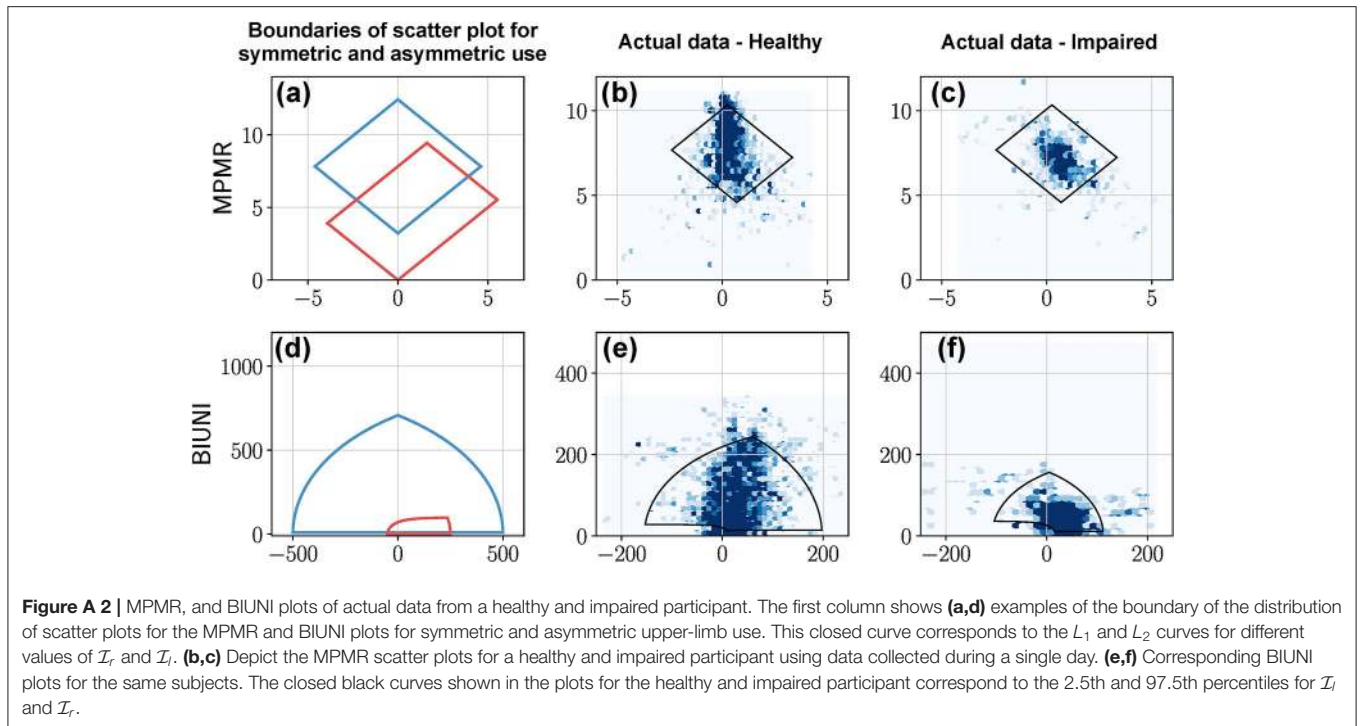 Boundaries of scatter plot for
symmetric and asymmetric use
Actual data - Healthy
Actual data - Impaired
(a)
(b)
(c)
MPMR
10
5
0
−5
0
5
10
5
0
−5
0
5
10
5
0
−5
0
5
(d)
(e)
(f)
BIUNI
1000
500
0
−500
0
500
400
200
0
−200
0
200
400
200
0
−200
0
200
Figure A 2 | MPMR, and BIUNI plots of actual data from a healthy and impaired participant. The first column shows (a,d) examples of the boundary of the distribution
of scatter plots for the MPMR and BIUNI plots for symmetric and asymmetric upper-limb use. This closed curve corresponds to the L₁ and L₂ curves for different
values of ℐᵣ and ℐₗ. (b,c) Depict the MPMR scatter plots for a healthy and impaired participant using data collected during a single day. (e,f) Corresponding BIUNI
plots for the same subjects. The closed black curves shown in the plots for the healthy and impaired participant correspond to the 2.5th and 97.5th percentiles for ℐₗ
and ℐᵣ.